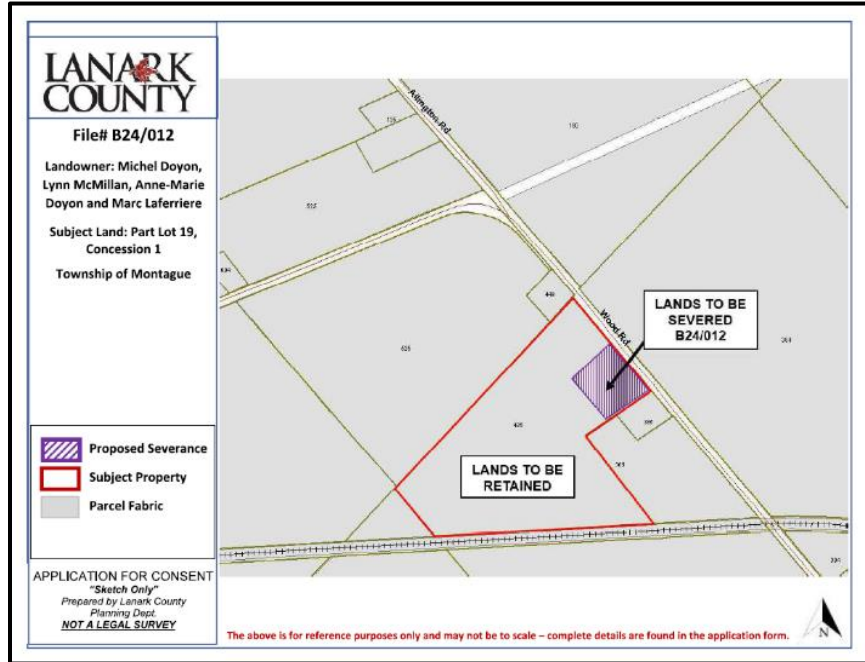 LANARK
COUNTY
File# B24/012
Landowner: Michel Doyon,
Lynn McMillan, Anne-Marie
Doyon and Marc Laferriere
Subject Land: Part Lot 19,
Concession 1
Township of Montague
Proposed Severance
Subject Property
Parcel Fabric
APPLICATION FOR CONSENT
"Sketch Only"
Prepared by Lanark County
Planning Dept.
NOT A LEGAL SURVEY
Wood Rd
LANDS TO BE
SEVERED
B24/012
LANDS TO BE
RETAINED
N
The above is for reference purposes only and may not be to scale – complete details are found in the application form.